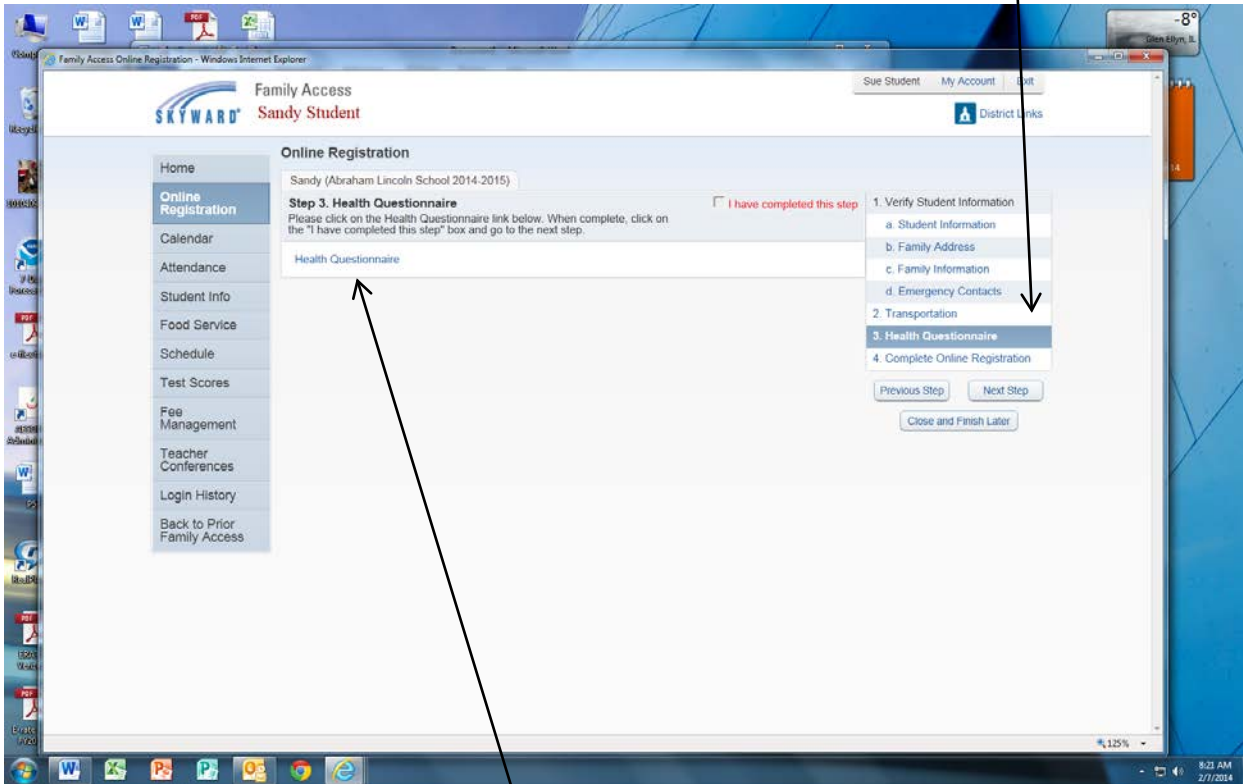 -8°
Glen Ellyn, IL
Family Access Online Registration - Windows Internet Explorer
Sue Student My Account Exit
SKYWARD®
Family Access
Sandy Student
District Links
Home
Online
Registration
Calendar
Attendance
Student Info
Food Service
Schedule
Test Scores
Fee
Management
Teacher
Conferences
Login History
Back to Prior
Family Access
Online Registration
Sandy (Abraham Lincoln School 2014-2015)
Step 3. Health Questionnaire
Please click on the Health Questionnaire link below. When complete, click on
the "I have completed this step" box and go to the next step.
I have completed this step
Health Questionnaire
1. Verify Student Information
a. Student Information
b. Family Address
c. Family Information
d. Emergency Contacts
2. Transportation
3. Health Questionnaire
4. Complete Online Registration
Previous Step Next Step
Close and Finish Later
125%
8:21 AM
2/7/2014